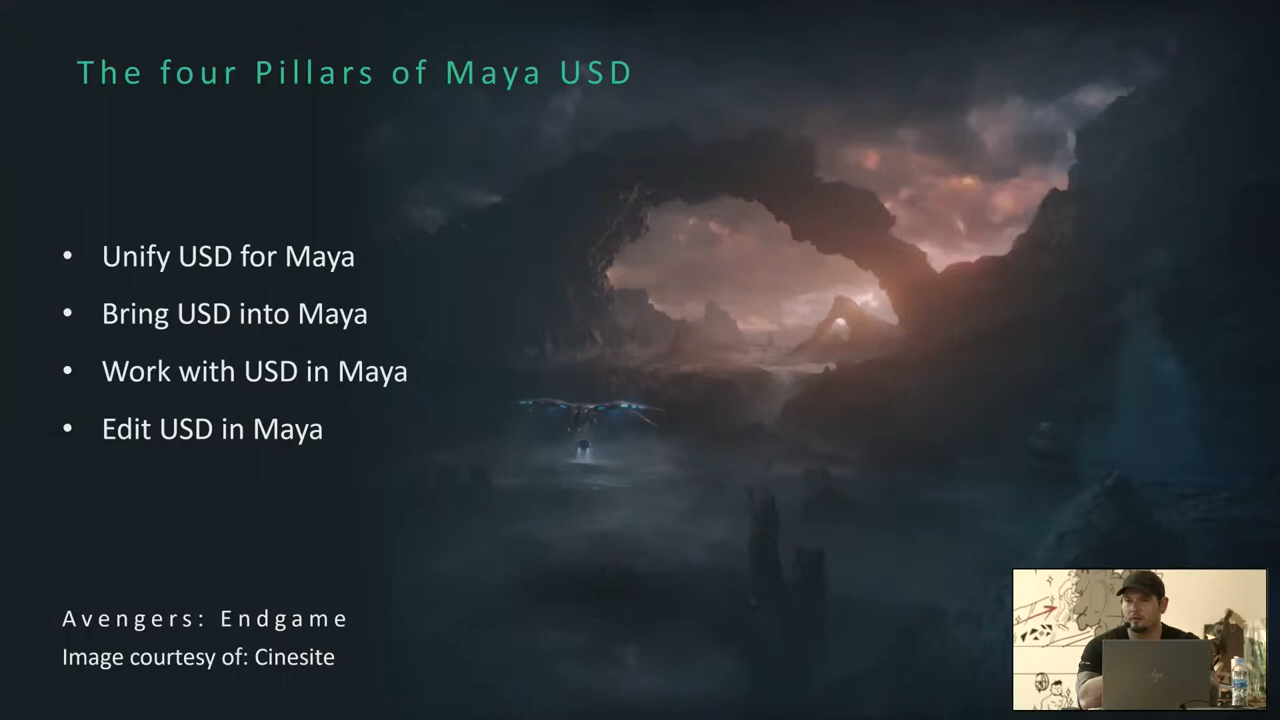 The four Pillars of Maya USD
• Unify USD for Maya
• Bring USD into Maya
• Work with USD in Maya
• Edit USD in Maya
Avengers: Endgame
Image courtesy of: Cinesite
hp